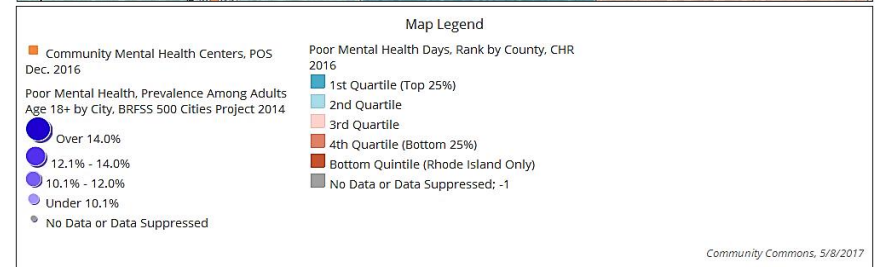 Map Legend
Community Mental Health Centers, POS
Dec. 2016
Poor Mental Health, Prevalence Among Adults
Age 18+ by City, BRFSS 500 Cities Project 2014
Over 14.0%
12.1% - 14.0%
10.1% - 12.0%
Under 10.1%
No Data or Data Suppressed
Poor Mental Health Days, Rank by County, CHR
2016
1st Quartile (Top 25%)
2nd Quartile
3rd Quartile
4th Quartile (Bottom 25%)
Bottom Quintile (Rhode Island Only)
No Data or Data Suppressed; -1
Community Commons, 5/8/2017